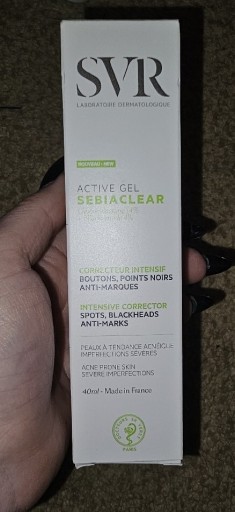 SVR
LABORATOIRE DERMATOLOGIQUE
NOUVEAU • NEW
ACTIVE GEL
SEBIACLEAR
CORRECTEUR INTENSIF
BOUTONS, POINTS NOIRS
ANTI-MARQUES
INTENSIVE CORRECTOR
SPOTS, BLACKHEADS
ANTI-MARKS
PEAUX À TENDANCE ACNÉIQUE
IMPERFECTIONS SÉVÈRES
ACNE PRONE SKIN
SEVERE IMPERFECTIONS
40ml - Made in France
PARIS